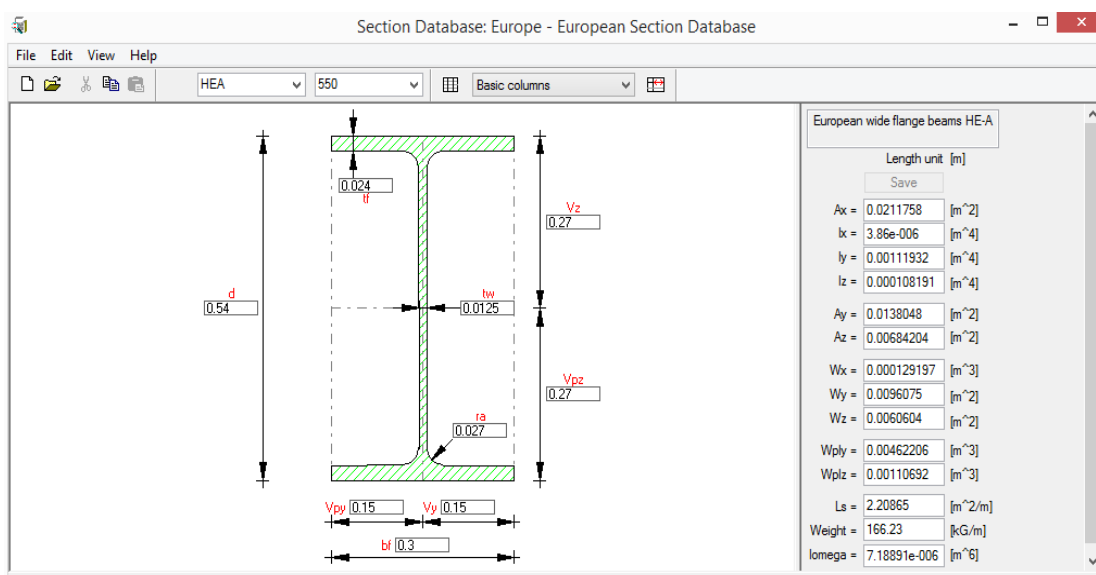 Section Database: Europe - European Section Database
File Edit View Help
HEA 550 Basic columns
European wide flange beams HE-A
Length unit [m]
Save
Ax = 0.0211758 [m^2]
Ix = 3.86e-006 [m^4]
Iy = 0.00111932 [m^4]
Iz = 0.000108191 [m^4]
Ay = 0.0138048 [m^2]
Az = 0.00684204 [m^2]
Wx = 0.000129197 [m^3]
Wy = 0.0096075 [m^2]
Wz = 0.0060604 [m^2]
Wply = 0.00462206 [m^3]
Wplz = 0.00110692 [m^3]
Ls = 2.20865 [m^2/m]
Weight = 166.23 [kG/m]
Iomega = 7.18891e-006 [m^6]
0.024
tf
Vz
0.27
d
0.54
tw
0.0125
Vpz
0.27
ra
0.027
Vpy 0.15 Vy 0.15
bf 0.3